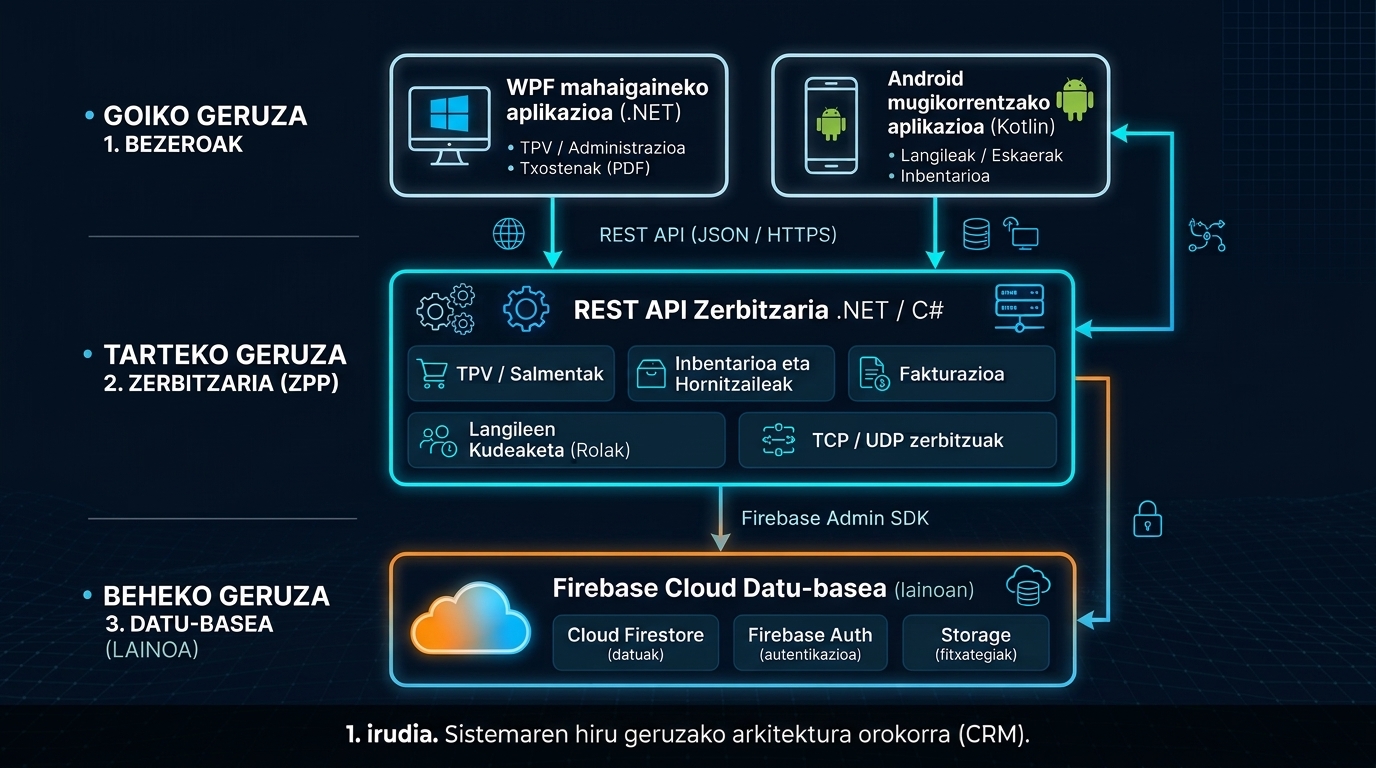 • GOIKO GERUZA
1. BEZEROAK
WPF mahaigaineko
aplikazioa (.NET)
• TPV / Administrazioa
• Txostenak (PDF)
Android
mugikorrentzako
aplikazioa (Kotlin)
• Langileak / Eskaerak
• Inbentarioa
REST API (JSON / HTTPS)
• TARTEKO GERUZA
2. ZERBITZARIA (ZPP)
REST API Zerbitzaria .NET / C#
TPV / Salmentak
Inbentarioa eta
Hornitzaileak
Fakturazioa
Langileen
Kudeaketa (Rolak)
TCP / UDP zerbitzuak
Firebase Admin SDK
• BEHEKO GERUZA
3. DATU-BASEA
(LAINOA)
Firebase Cloud Datu-basea (lainoan)
Cloud Firestore
(datuak)
Firebase Auth
(autentikazioa)
Storage
(fitxategiak)
1. irudia. Sistemaren hiru geruzako arkitektura orokorra (CRM).